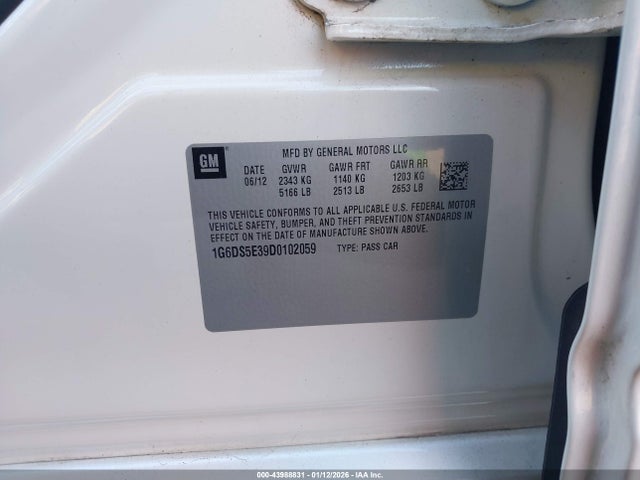 GM
MFD BY GENERAL MOTORS LLC
DATE GVWR GAWR FRT GAWR RR
06/12 2343 KG 1140 KG 1203 KG
5166 LB 2513 LB 2653 LB
THIS VEHICLE CONFORMS TO ALL APPLICABLE U.S. FEDERAL MOTOR
VEHICLE SAFETY, BUMPER, AND THEFT PREVENTION STANDARDS IN
EFFECT ON THE DATE OF MANUFACTURE SHOWN ABOVE.
1G6DS5E39D0102059 TYPE: PASS CAR
000-43988831 - 01/12/2026 - IAA Inc.